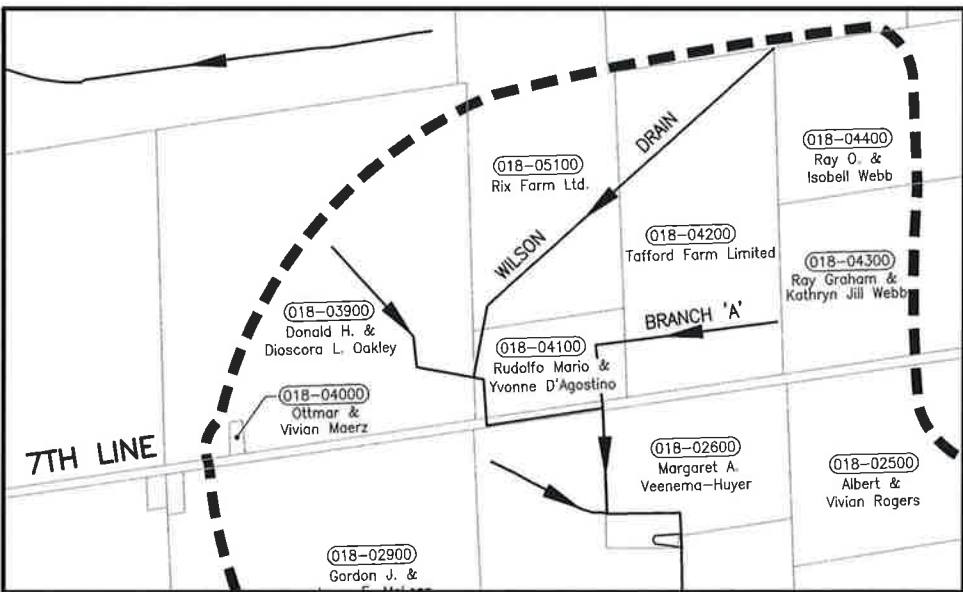 018-04400
Ray O. &
Isobell Webb
018-05100
Rix Farm Ltd.
WILSON DRAIN
018-04200
Tafford Farm Limited
018-04300
Ray Graham &
Kathryn Jill Webb
018-03900
Donald H. &
Dioscora L. Oakley
BRANCH 'A'
018-04100
Rudolfo Mario &
Yvonne D'Agostino
018-04000
Ottmar &
Vivian Maerz
7TH LINE
018-02600
Margaret A.
Veenema-Huyer
018-02500
Albert &
Vivian Rogers
018-02900
Gordon J. &